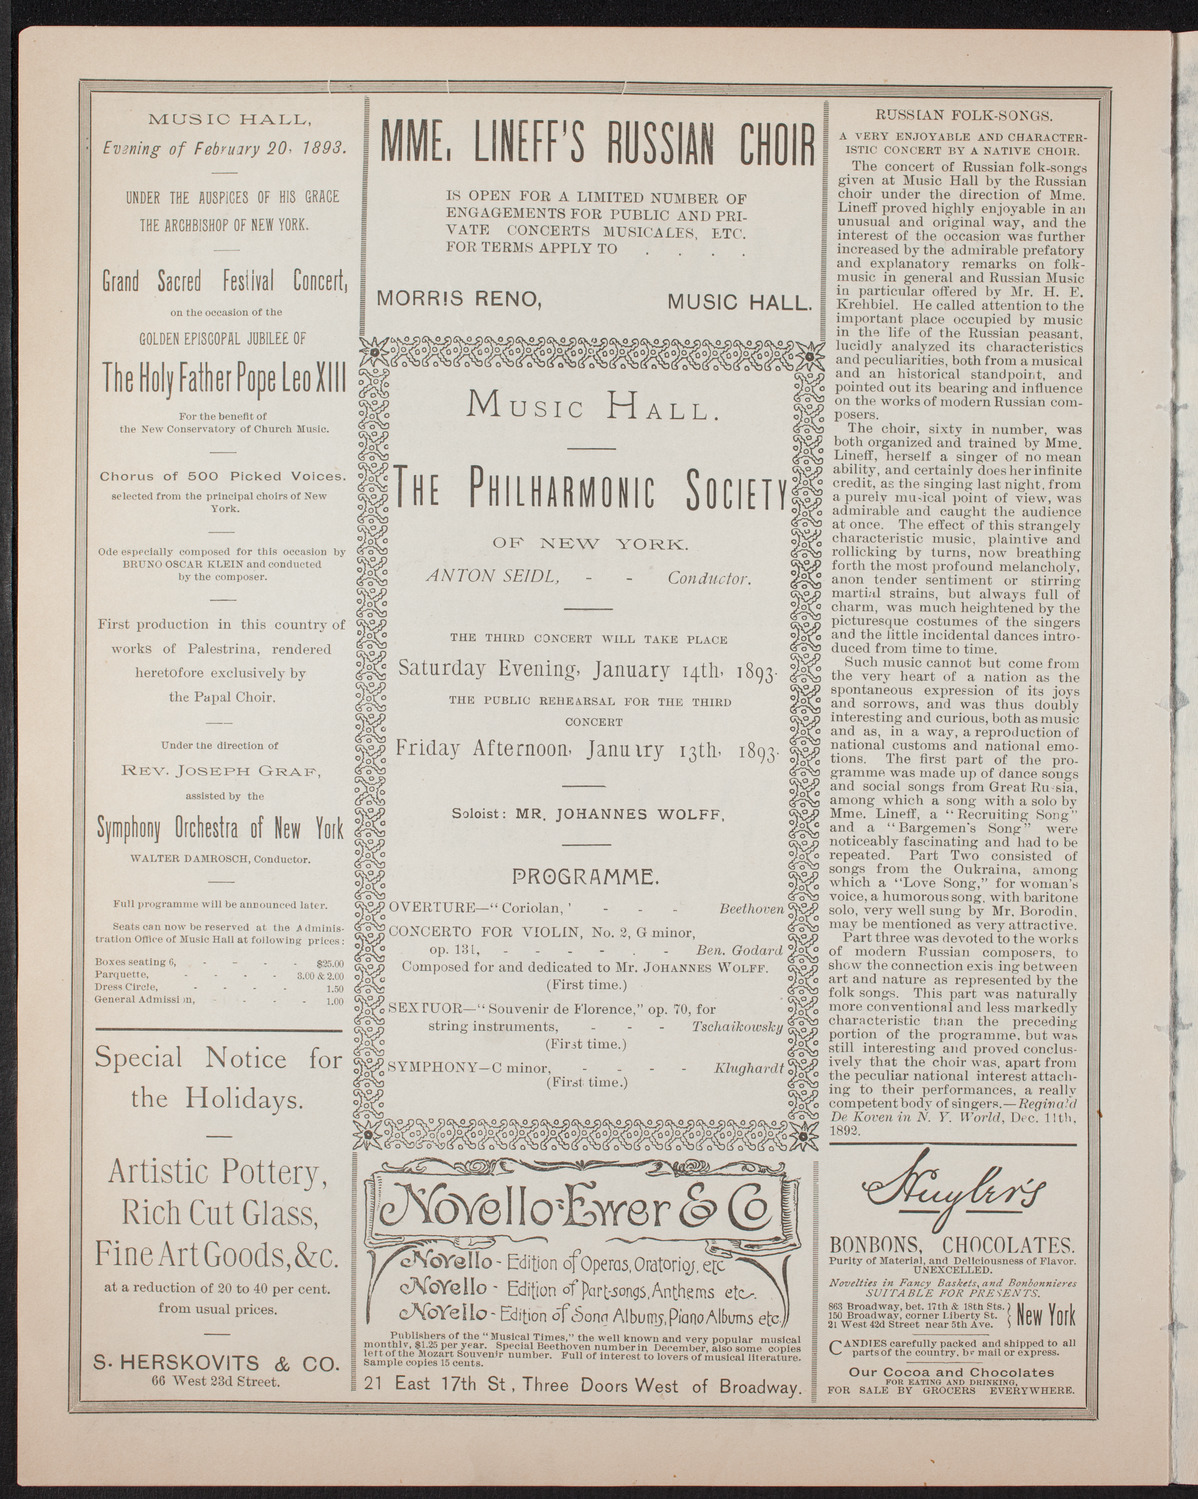 MUSIC HALL,
Evening of February 20, 1893.
UNDER THE AUSPICES OF HIS GRACE
THE ARCHBISHOP OF NEW YORK.
Grand Sacred Festival Concert,
on the occasion of the
GOLDEN EPISCOPAL JUBILEE OF
The Holy Father Pope Leo XIII
For the benefit of
the New Conservatory of Church Music.
Chorus of 500 Picked Voices.
selected from the principal choirs of New
York.
Ode especially composed for this occasion by
BRUNO OSCAR KLEIN and conducted
by the composer.
First production in this country of
works of Palestrina, rendered
heretofore exclusively by
the Papal Choir.
Under the direction of
REV. JOSEPH GRAF,
assisted by the
Symphony Orchestra of New York
WALTER DAMROSCH, Conductor.
Full programme will be announced later.
Seats can now be reserved at the Adminis-
tration Office of Music Hall at following prices:
Boxes seating 6, - - - - $25.00
Parquette, - - - - 3.00 & 2.00
Dress Circle, - - - - 1.50
General Admission, - - - - 1.00
Special Notice for
the Holidays.
Artistic Pottery,
Rich Cut Glass,
Fine Art Goods, &c.
at a reduction of 20 to 40 per cent.
from usual prices.
S. HERSKOVITS & CO.
66 West 23d Street.
MME. LINEFF'S RUSSIAN CHOIR
IS OPEN FOR A LIMITED NUMBER OF
ENGAGEMENTS FOR PUBLIC AND PRI-
VATE CONCERTS MUSICALES, ETC.
FOR TERMS APPLY TO . . . .
MORRIS RENO, MUSIC HALL.
MUSIC HALL.
THE PHILHARMONIC SOCIETY
OF NEW YORK.
ANTON SEIDL, - - Conductor.
THE THIRD CONCERT WILL TAKE PLACE
Saturday Evening, January 14th, 1893.
THE PUBLIC REHEARSAL FOR THE THIRD
CONCERT
Friday Afternoon, January 13th, 1893.
Soloist: MR. JOHANNES WOLFF,
PROGRAMME.
OVERTURE—"Coriolan,' - - - Beethoven
CONCERTO FOR VIOLIN, No. 2, G minor,
op. 131, - - - - . - Ben. Godard
Composed for and dedicated to Mr. JOHANNES WOLFF.
(First time.)
SEXTUOR—"Souvenir de Florence," op. 70, for
string instruments, - - - Tschaikowsky
(First time.)
SYMPHONY—C minor, - - - - Klughardt
(First time.)
Novello-Ewer & Co
Novello - Edition of Operas, Oratorios, etc
Novello - Edition of Part-songs, Anthems etc.
Novello - Edition of Song Albums, Piano Albums etc.
Publishers of the "Musical Times," the well known and very popular musical
monthly, $1.25 per year. Special Beethoven number in December, also some copies
left of the Mozart Souvenir number. Full of interest to lovers of musical literature.
Sample copies 15 cents.
21 East 17th St, Three Doors West of Broadway.
RUSSIAN FOLK-SONGS.
A VERY ENJOYABLE AND CHARACTER-
ISTIC CONCERT BY A NATIVE CHOIR.
The concert of Russian folk-songs
given at Music Hall by the Russian
choir under the direction of Mme.
Lineff proved highly enjoyable in an
unusual and original way, and the
interest of the occasion was further
increased by the admirable prefatory
and explanatory remarks on folk-
music in general and Russian Music
in particular offered by Mr. H. E.
Krehbiel. He called attention to the
important place occupied by music
in the life of the Russian peasant,
lucidly analyzed its characteristics
and peculiarities, both from a musical
and an historical standpoint, and
pointed out its bearing and influence
on the works of modern Russian com-
posers.
The choir, sixty in number, was
both organized and trained by Mme.
Lineff, herself a singer of no mean
ability, and certainly does her infinite
credit, as the singing last night, from
a purely musical point of view, was
admirable and caught the audience
at once. The effect of this strangely
characteristic music, plaintive and
rollicking by turns, now breathing
forth the most profound melancholy,
anon tender sentiment or stirring
martial strains, but always full of
charm, was much heightened by the
picturesque costumes of the singers
and the little incidental dances intro-
duced from time to time.
Such music cannot but come from
the very heart of a nation as the
spontaneous expression of its joys
and sorrows, and was thus doubly
interesting and curious, both as music
and as, in a way, a reproduction of
national customs and national emo-
tions. The first part of the pro-
gramme was made up of dance songs
and social songs from Great Russia,
among which a song with a solo by
Mme. Lineff, a "Recruiting Song"
and a "Bargemen's Song" were
noticeably fascinating and had to be
repeated. Part Two consisted of
songs from the Oukraina, among
which a "Love Song," for woman's
voice, a humorous song, with baritone
solo, very well sung by Mr. Borodin,
may be mentioned as very attractive.
Part three was devoted to the works
of modern Russian composers, to
show the connection exis ing between
art and nature as represented by the
folk songs. This part was naturally
more conventional and less markedly
characteristic than the preceding
portion of the programme, but was
still interesting and proved conclus-
ively that the choir was, apart from
the peculiar national interest attach-
ing to their performances, a really
competent body of singers.—Reginald
De Koven in N. Y. World, Dec. 11th,
1892.
Huyler's
BONBONS, CHOCOLATES.
Purity of Material, and Deliciousness of Flavor.
UNEXCELLED.
Novelties in Fancy Baskets, and Bonbonnieres
SUITABLE FOR PRESENTS.
863 Broadway, bet. 17th & 18th Sts.
150 Broadway, corner Liberty St.
21 West 42d Street near 5th Ave.
New York
CANDIES carefully packed and shipped to all
parts of the country, by mail or express.
Our Cocoa and Chocolates
FOR EATING AND DRINKING,
FOR SALE BY GROCERS EVERYWHERE.